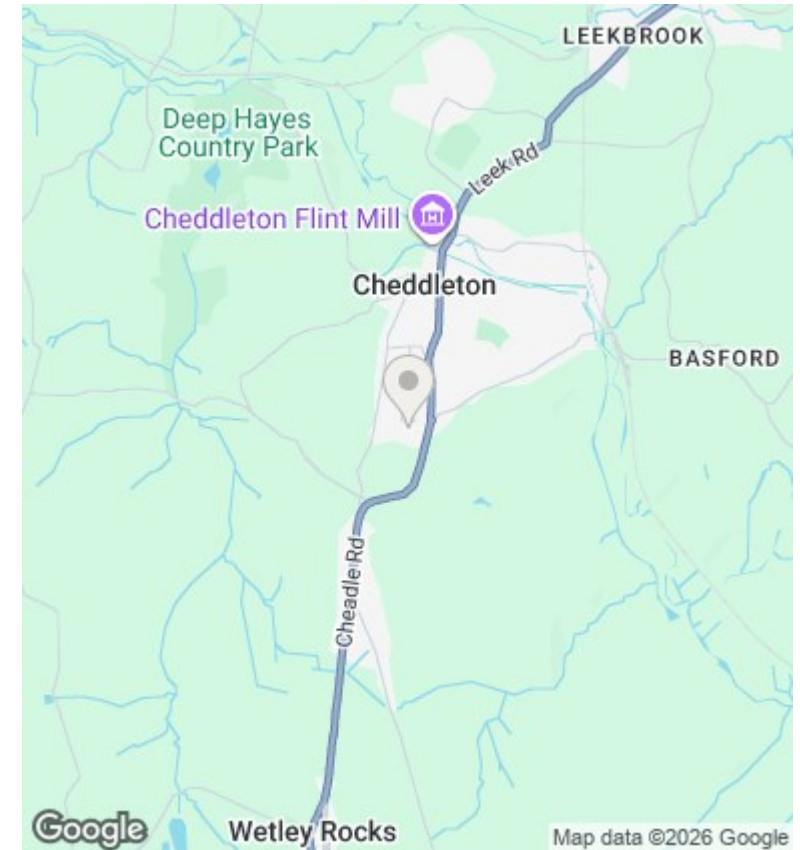 LEEKBROOK
Deep Hayes
Country Park
Leek Rd
Cheddleton Flint Mill
Cheddleton
BASFORD
Cheadle Rd
Wetley Rocks
Google
Map data ©2026 Google